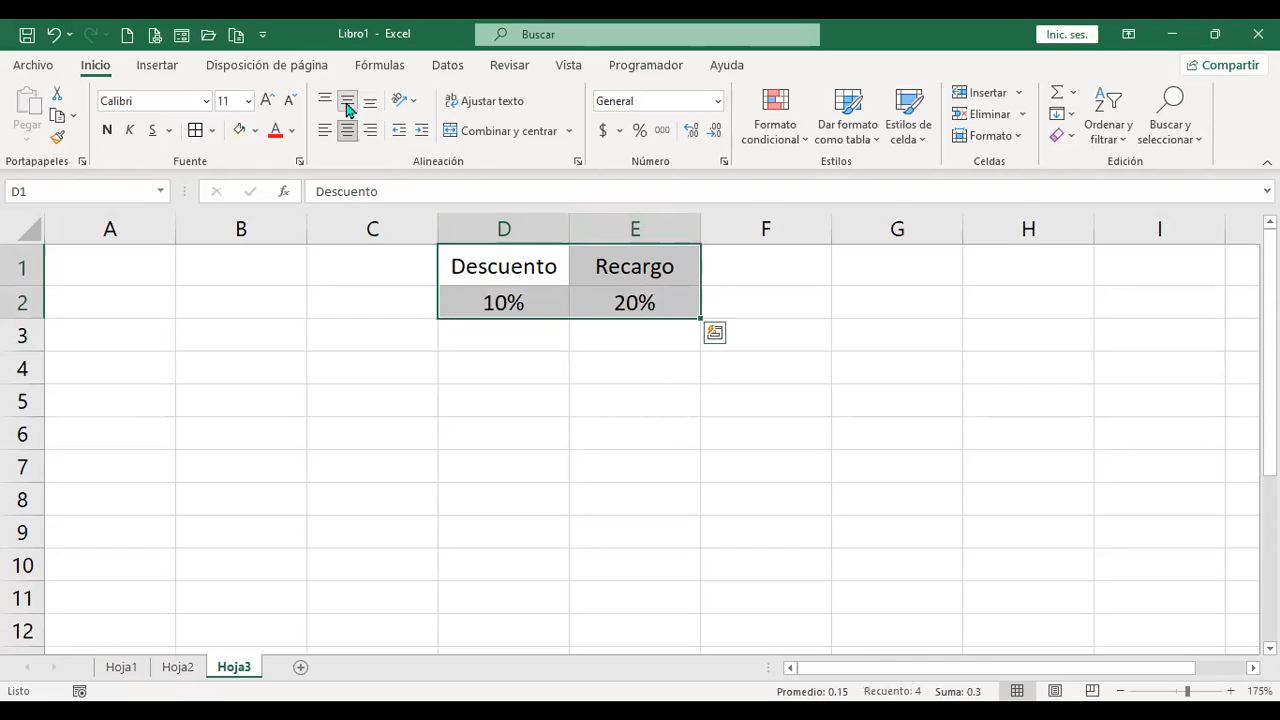 Libro1 - Excel
Buscar
Inic. ses.
Archivo Inicio Insertar Disposición de página Fórmulas Datos Revisar Vista Programador Ayuda
Compartir
Pegar
Calibri 11
N K S
Ajustar texto
Combinar y centrar
General
$ % 000
Formato condicional
Dar formato como tabla
Estilos de celda
Insertar
Eliminar
Formato
Ordenar y filtrar
Buscar y seleccionar
Portapapeles Fuente Alineación Número Estilos Celdas Edición
D1 fx Descuento
A B C D E F G H I
1 Descuento Recargo
2 10% 20%
3
4
5
6
7
8
9
10
11
12
Hoja1 Hoja2 Hoja3
Listo Promedio: 0.15 Recuento: 4 Suma: 0.3 175%